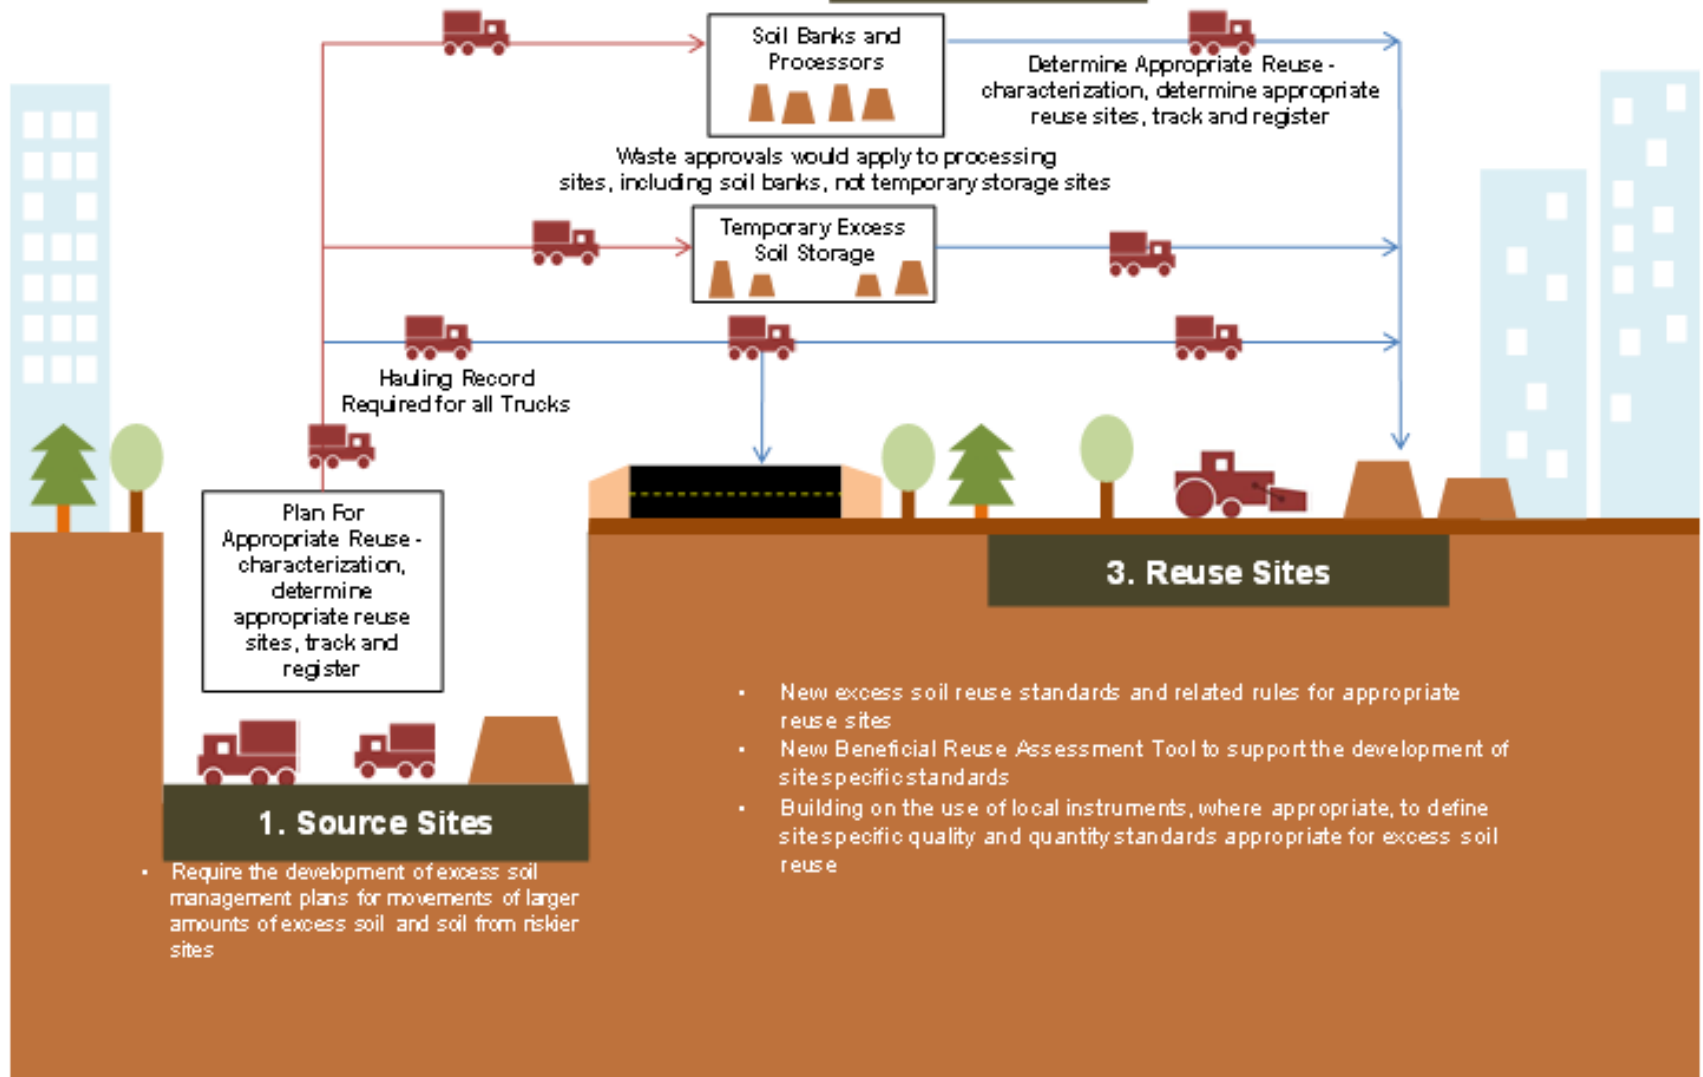 Soil Banks and
Processors
Determine Appropriate Reuse -
characterization, determine appropriate
reuse sites, track and register
Waste approvals would apply to processing
sites, including soil banks, not temporary storage sites
Temporary Excess
Soil Storage
Hauling Record
Required for all Trucks
Plan For
Appropriate Reuse -
characterization,
determine
appropriate reuse
sites, track and
register
3. Reuse Sites
• New excess soil reuse standards and related rules for appropriate
reuse sites
• New Beneficial Reuse Assessment Tool to support the development of
site specific standards
• Building on the use of local instruments, where appropriate, to define
site specific quality and quantity standards appropriate for excess soil
reuse
1. Source Sites
• Require the development of excess soil
management plans for movements of larger
amounts of excess soil and soil from riskier
sites